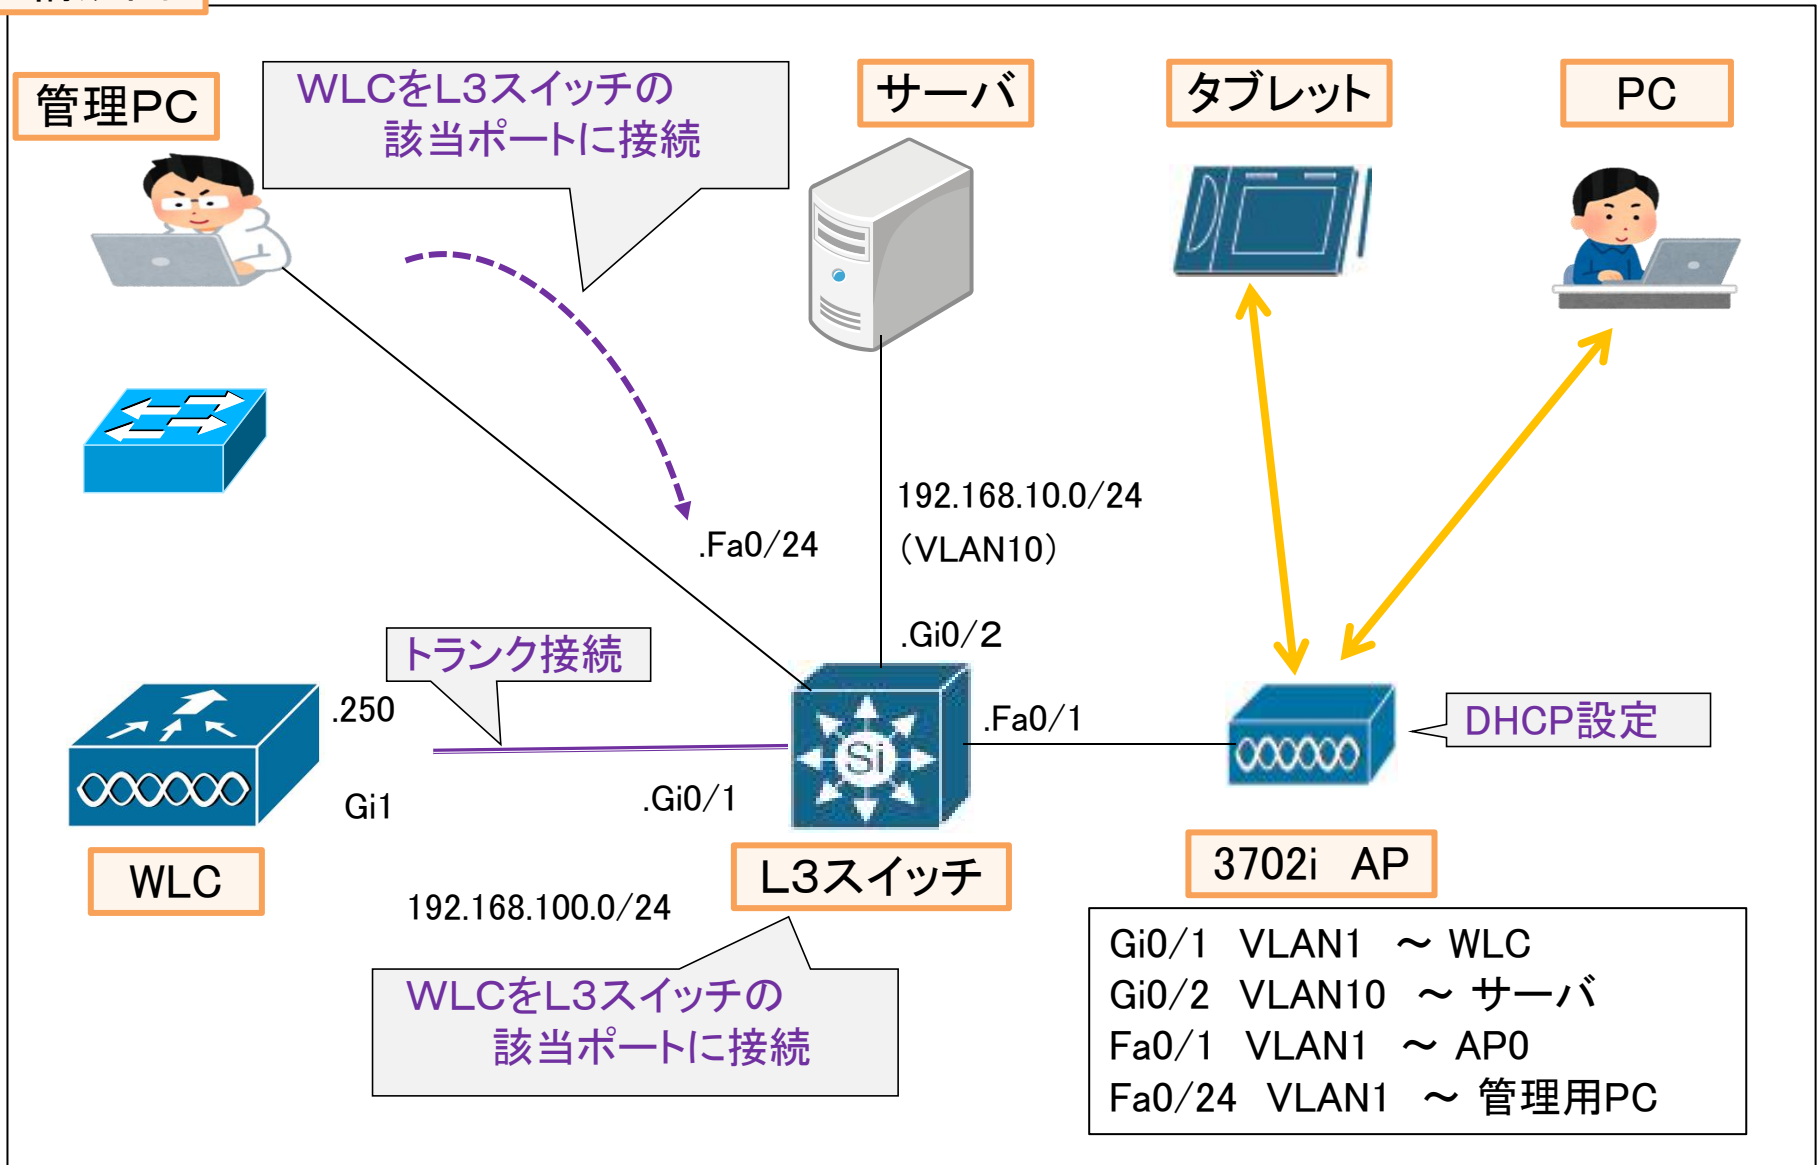 管理PC
WLCをL3スイッチの
該当ポートに接続
サーバ
タブレット
PC
192.168.10.0/24
(VLAN10)
.Fa0/24
.Gi0/2
トランク接続
.250
Gi1
.Gi0/1
Si
.Fa0/1
DHCP設定
WLC
192.168.100.0/24
L3スイッチ
3702i AP
WLCをL3スイッチの
該当ポートに接続
Gi0/1 VLAN1 ～ WLC
Gi0/2 VLAN10 ～ サーバ
Fa0/1 VLAN1 ～ AP0
Fa0/24 VLAN1 ～ 管理用PC